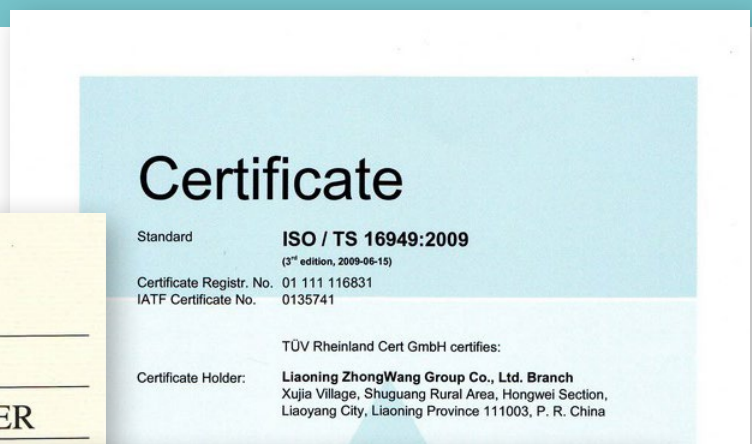 Certificate
Standard ISO / TS 16949:2009
(3rd edition, 2009-06-15)
Certificate Registr. No. 01 111 116831
IATF Certificate No. 0135741
TÜV Rheinland Cert GmbH certifies:
Certificate Holder: Liaoning ZhongWang Group Co., Ltd. Branch
Xujia Village, Shuguang Rural Area, Hongwei Section,
Liaoyang City, Liaoning Province 111003, P. R. China
ER